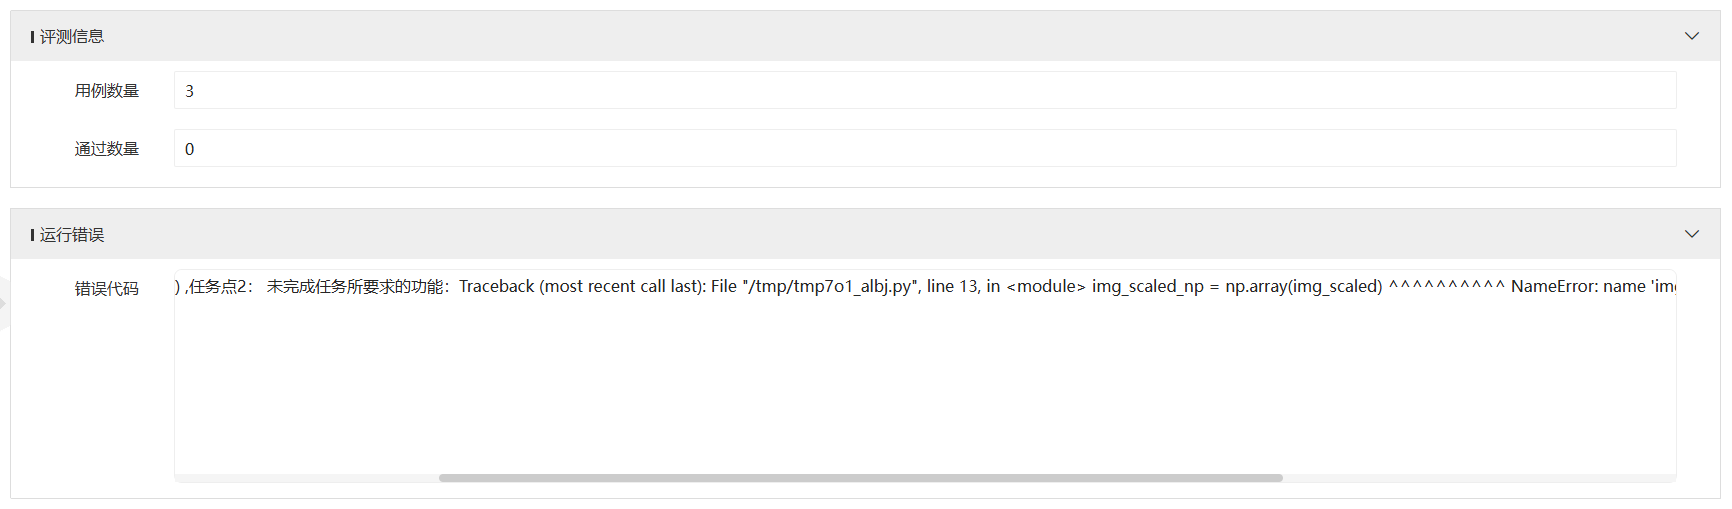 评测信息
用例数量 3
通过数量 0
运行错误
错误代码 ) ,任务点2： 未完成任务所要求的功能：Traceback (most recent call last): File "/tmp/tmp7o1_albj.py", line 13, in <module> img_scaled_np = np.array(img_scaled) ^^^^^^^^^^ NameError: name 'img